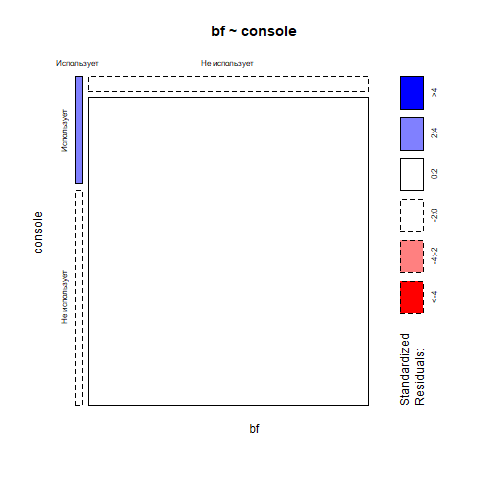 bf ~ console
Использует
Не использует
Использует
Не использует
console
bf
>4
2:4
0:2
-2:0
-4:-2
<-4
Standardized
Residuals: